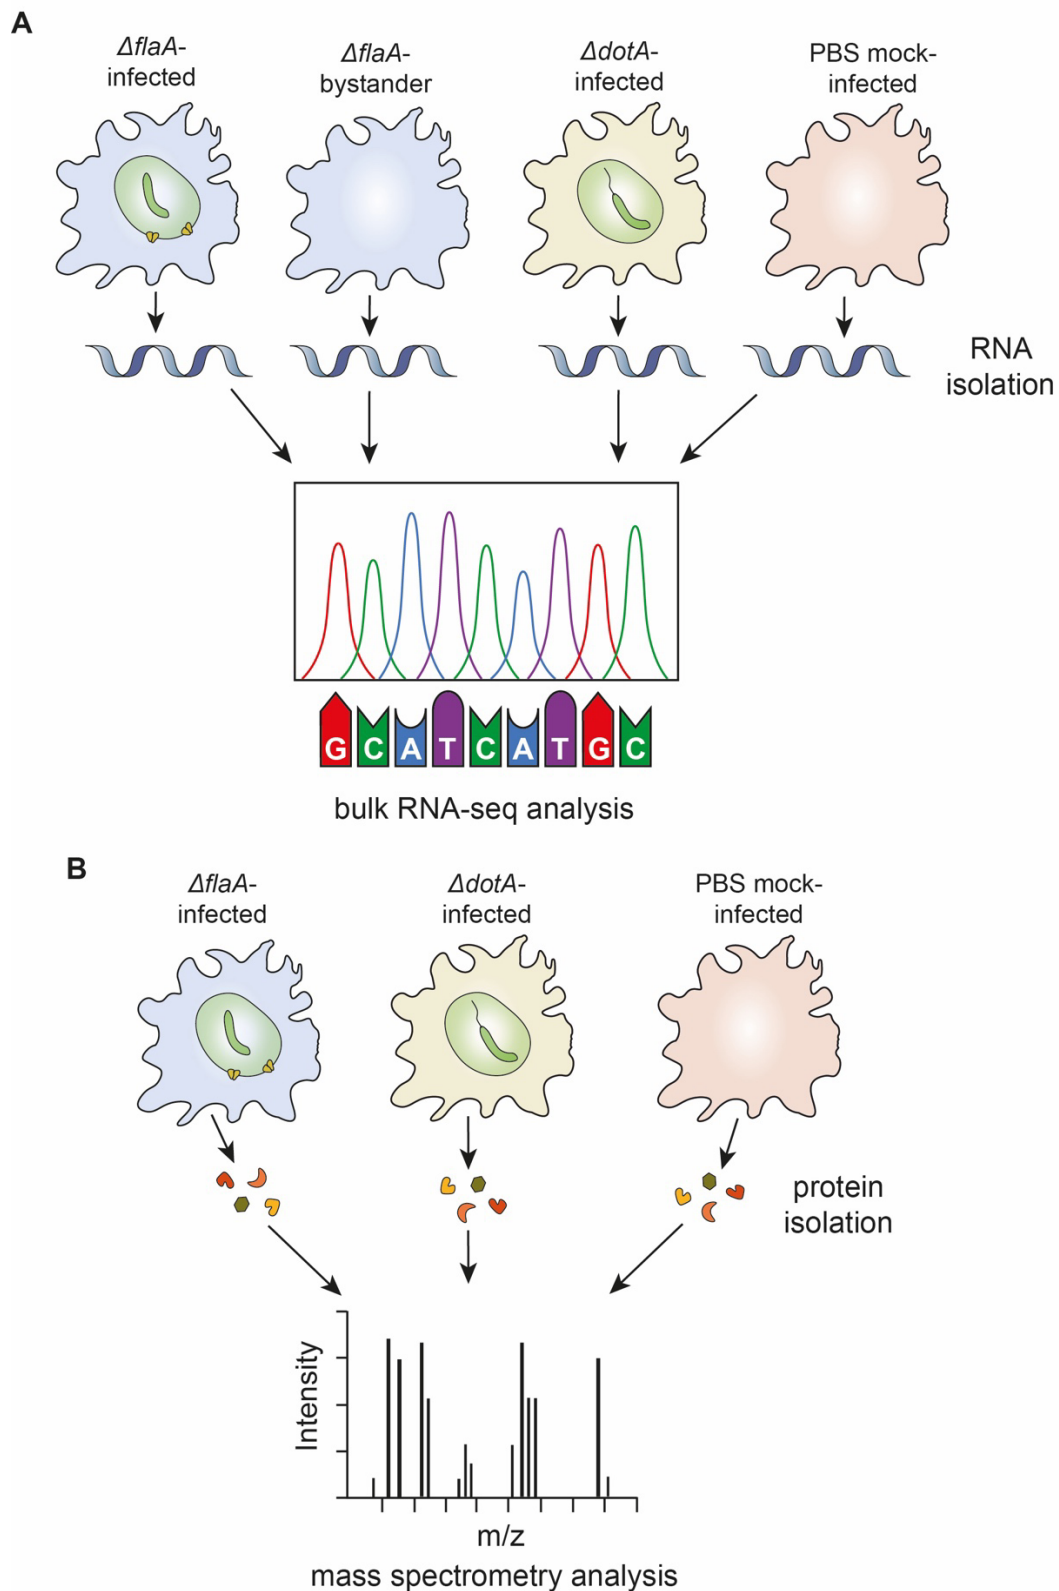 A
ΔflaA-
infected
ΔflaA-
bystander
ΔdotA-
infected
PBS mock-
infected
RNA
isolation
G C A T C A T G C
bulk RNA-seq analysis
B
ΔflaA-
infected
ΔdotA-
infected
PBS mock-
infected
protein
isolation
Intensity
m/z
mass spectrometry analysis